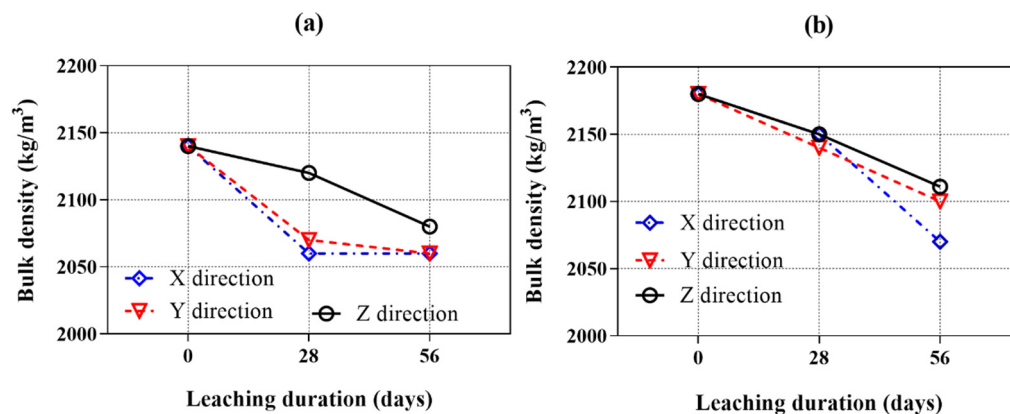 (a)
Bulk density (kg/m³)
2200
2150
2100
2050
2000
X direction
Y direction
Z direction
0 28 56
Leaching duration (days)
(b)
Bulk density (kg/m³)
2200
2150
2100
2050
2000
X direction
Y direction
Z direction
0 28 56
Leaching duration (days)